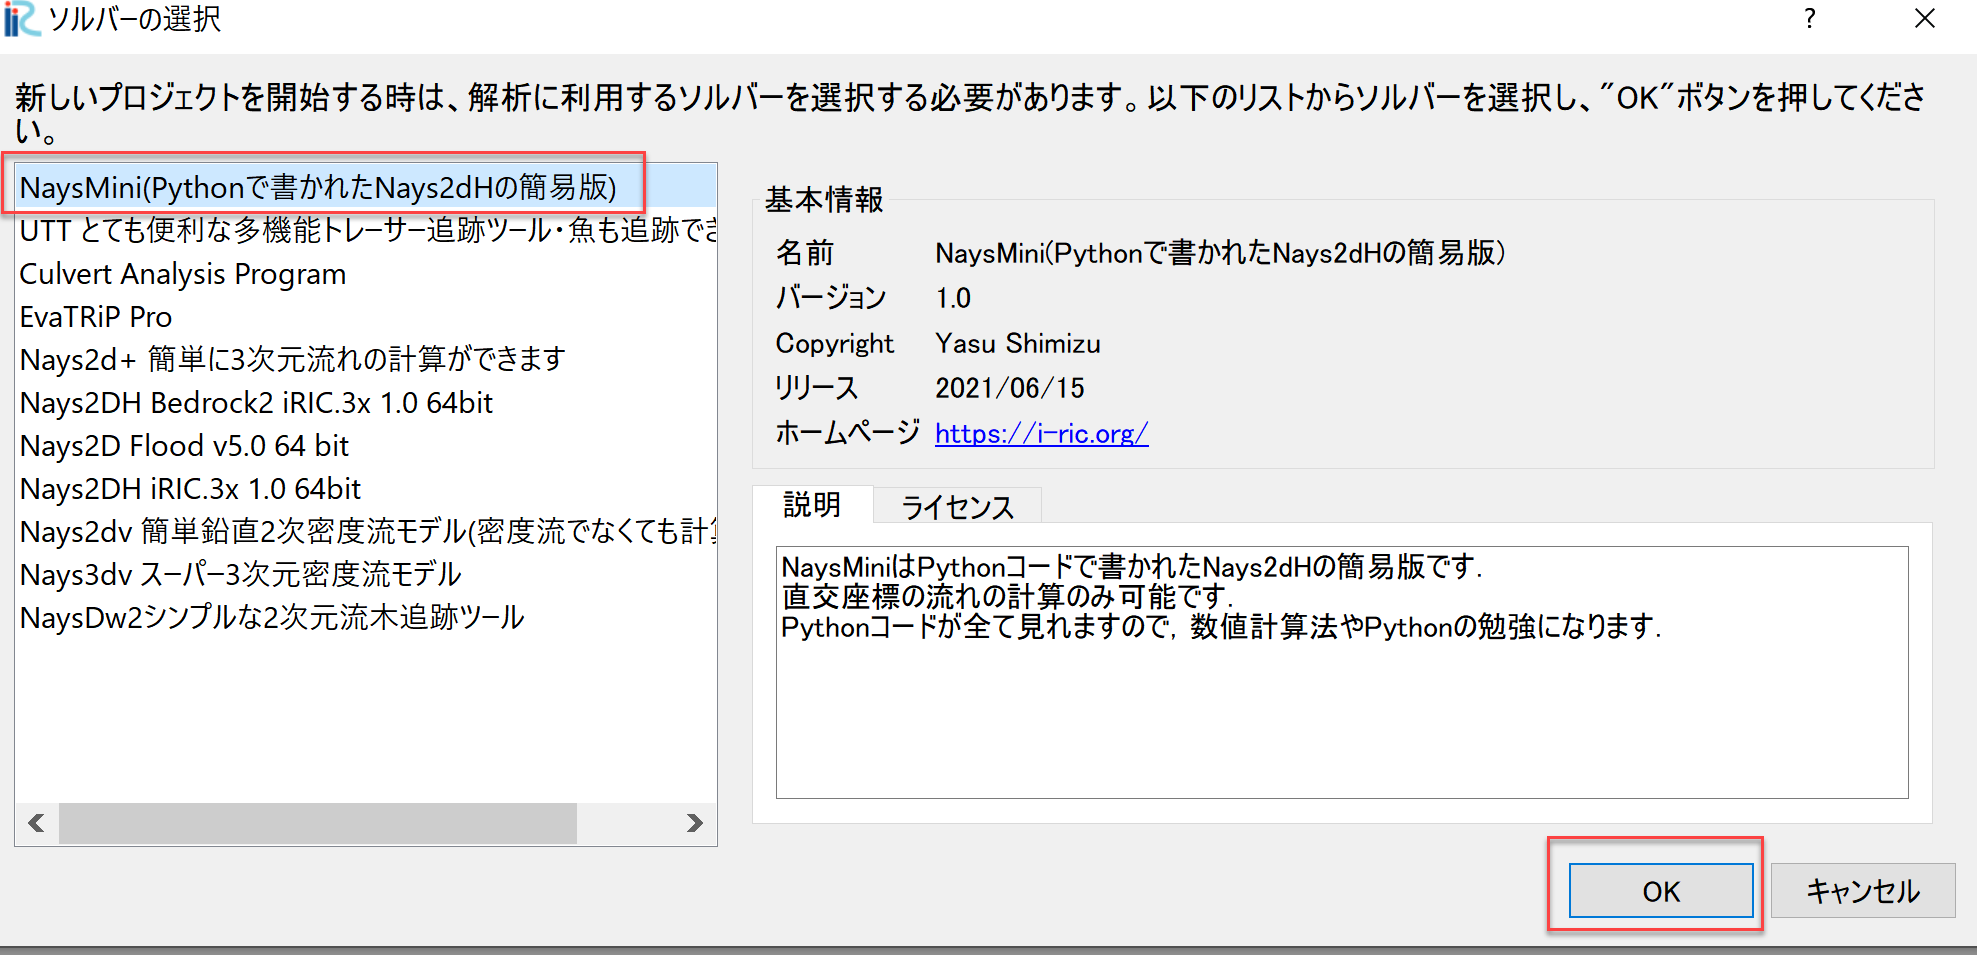 ソルバーの選択
?
新しいプロジェクトを開始する時は、解析に利用するソルバーを選択する必要があります。以下のリストからソルバーを選択し、"OK"ボタンを押してくださ
い。
NaysMini(Pythonで書かれたNays2dHの簡易版)
UTT とても便利な多機能トレーサー追跡ツール・魚も追跡でき
Culvert Analysis Program
EvaTRiP Pro
Nays2d+ 簡単に3次元流れの計算ができます
Nays2DH Bedrock2 iRIC.3x 1.0 64bit
Nays2D Flood v5.0 64 bit
Nays2DH iRIC.3x 1.0 64bit
Nays2dv 簡単鉛直2次密度流モデル(密度流でなくても計算
Nays3dv スーパー3次元密度流モデル
NaysDw2シンプルな2次元流木追跡ツール
基本情報
名前 NaysMini(Pythonで書かれたNays2dHの簡易版)
バージョン 1.0
Copyright Yasu Shimizu
リリース 2021/06/15
ホームページ https://i-ric.org/
説明 ライセンス
NaysMiniはPythonコードで書かれたNays2dHの簡易版です.
直交座標の流れの計算のみ可能です.
Pythonコードが全て見れますので, 数値計算法やPythonの勉強になります.
OK キャンセル